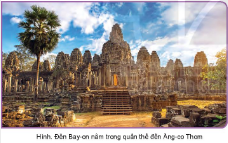 Hình. Đền Bay-on nằm trong quần thể đền Ăng-co Thom